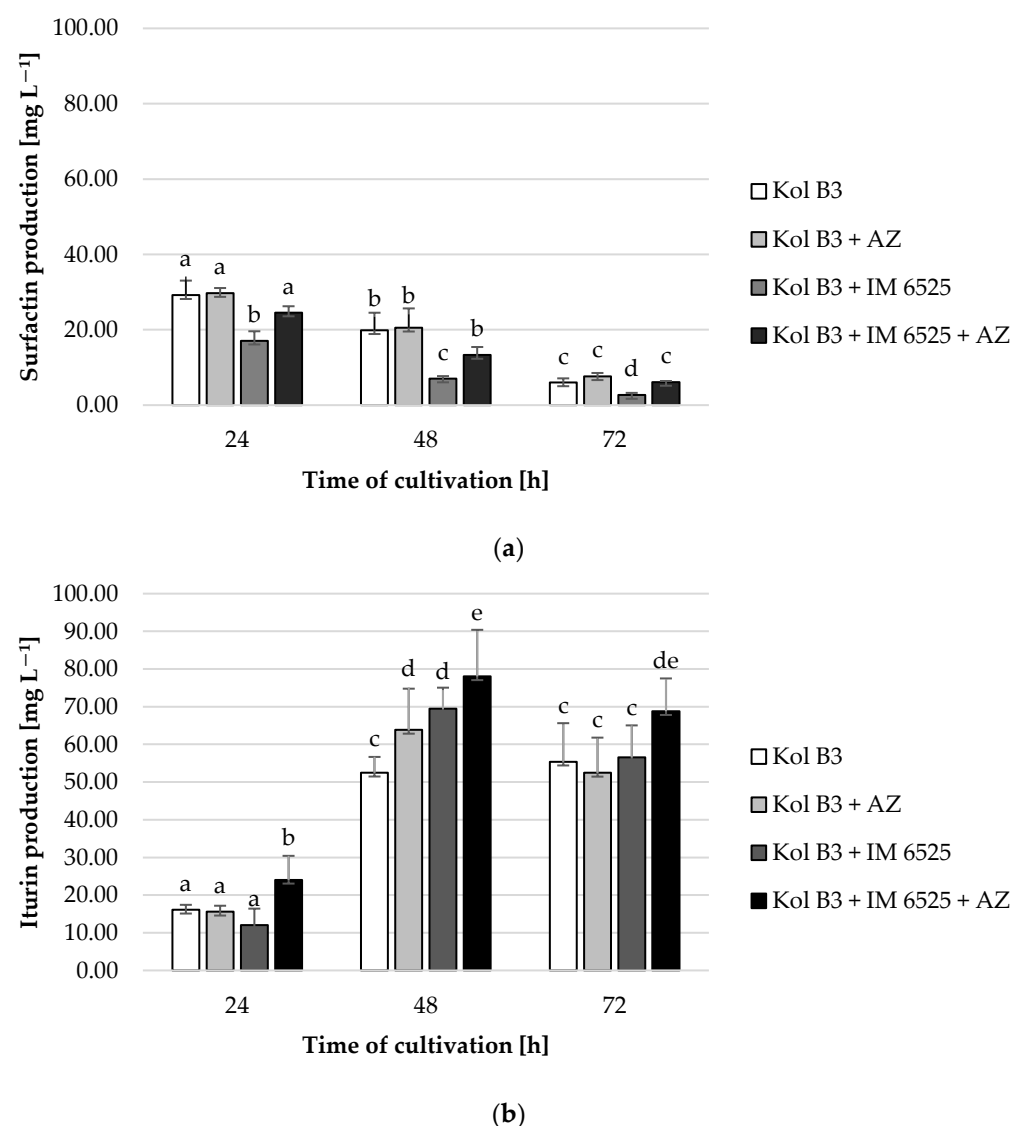 100.00
80.00
60.00
40.00
20.00
0.00
Surfactin production [mg L⁻¹]
a a b a
b b c b
c c d c
24 48 72
Time of cultivation [h]
Kol B3
Kol B3 + AZ
Kol B3 + IM 6525
Kol B3 + IM 6525 + AZ
(a)
100.00
90.00
80.00
70.00
60.00
50.00
40.00
30.00
20.00
10.00
0.00
Iturin production [mg L⁻¹]
a a a b
c d d e
c c c de
24 48 72
Time of cultivation [h]
Kol B3
Kol B3 + AZ
Kol B3 + IM 6525
Kol B3 + IM 6525 + AZ
(b)